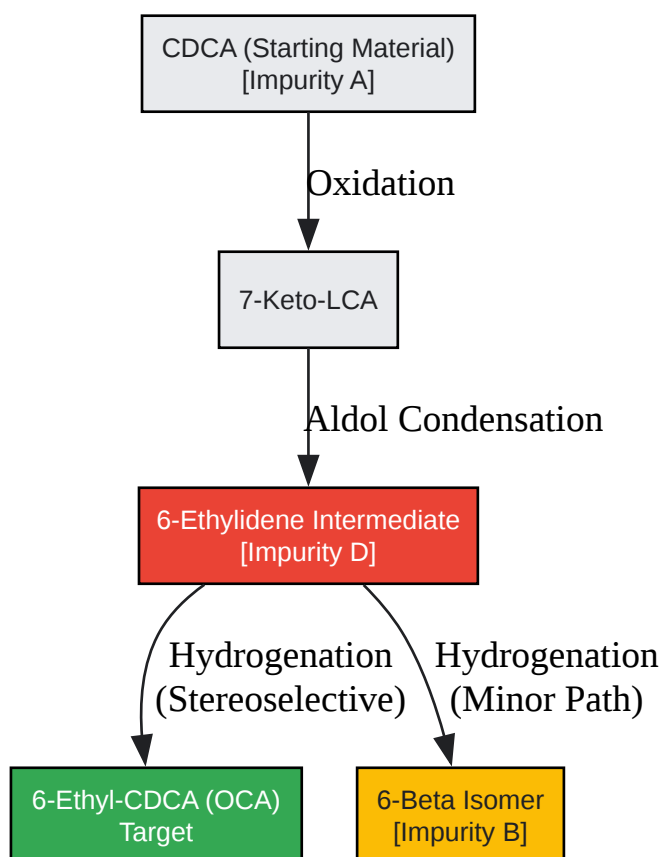 CDCA (Starting Material)
[Impurity A]
Oxidation
7-Keto-LCA
Aldol Condensation
6-Ethylidene Intermediate
[Impurity D]
Hydrogenation
(Stereoselective)
Hydrogenation
(Minor Path)
6-Ethyl-CDCA (OCA)
Target
6-Beta Isomer
[Impurity B]